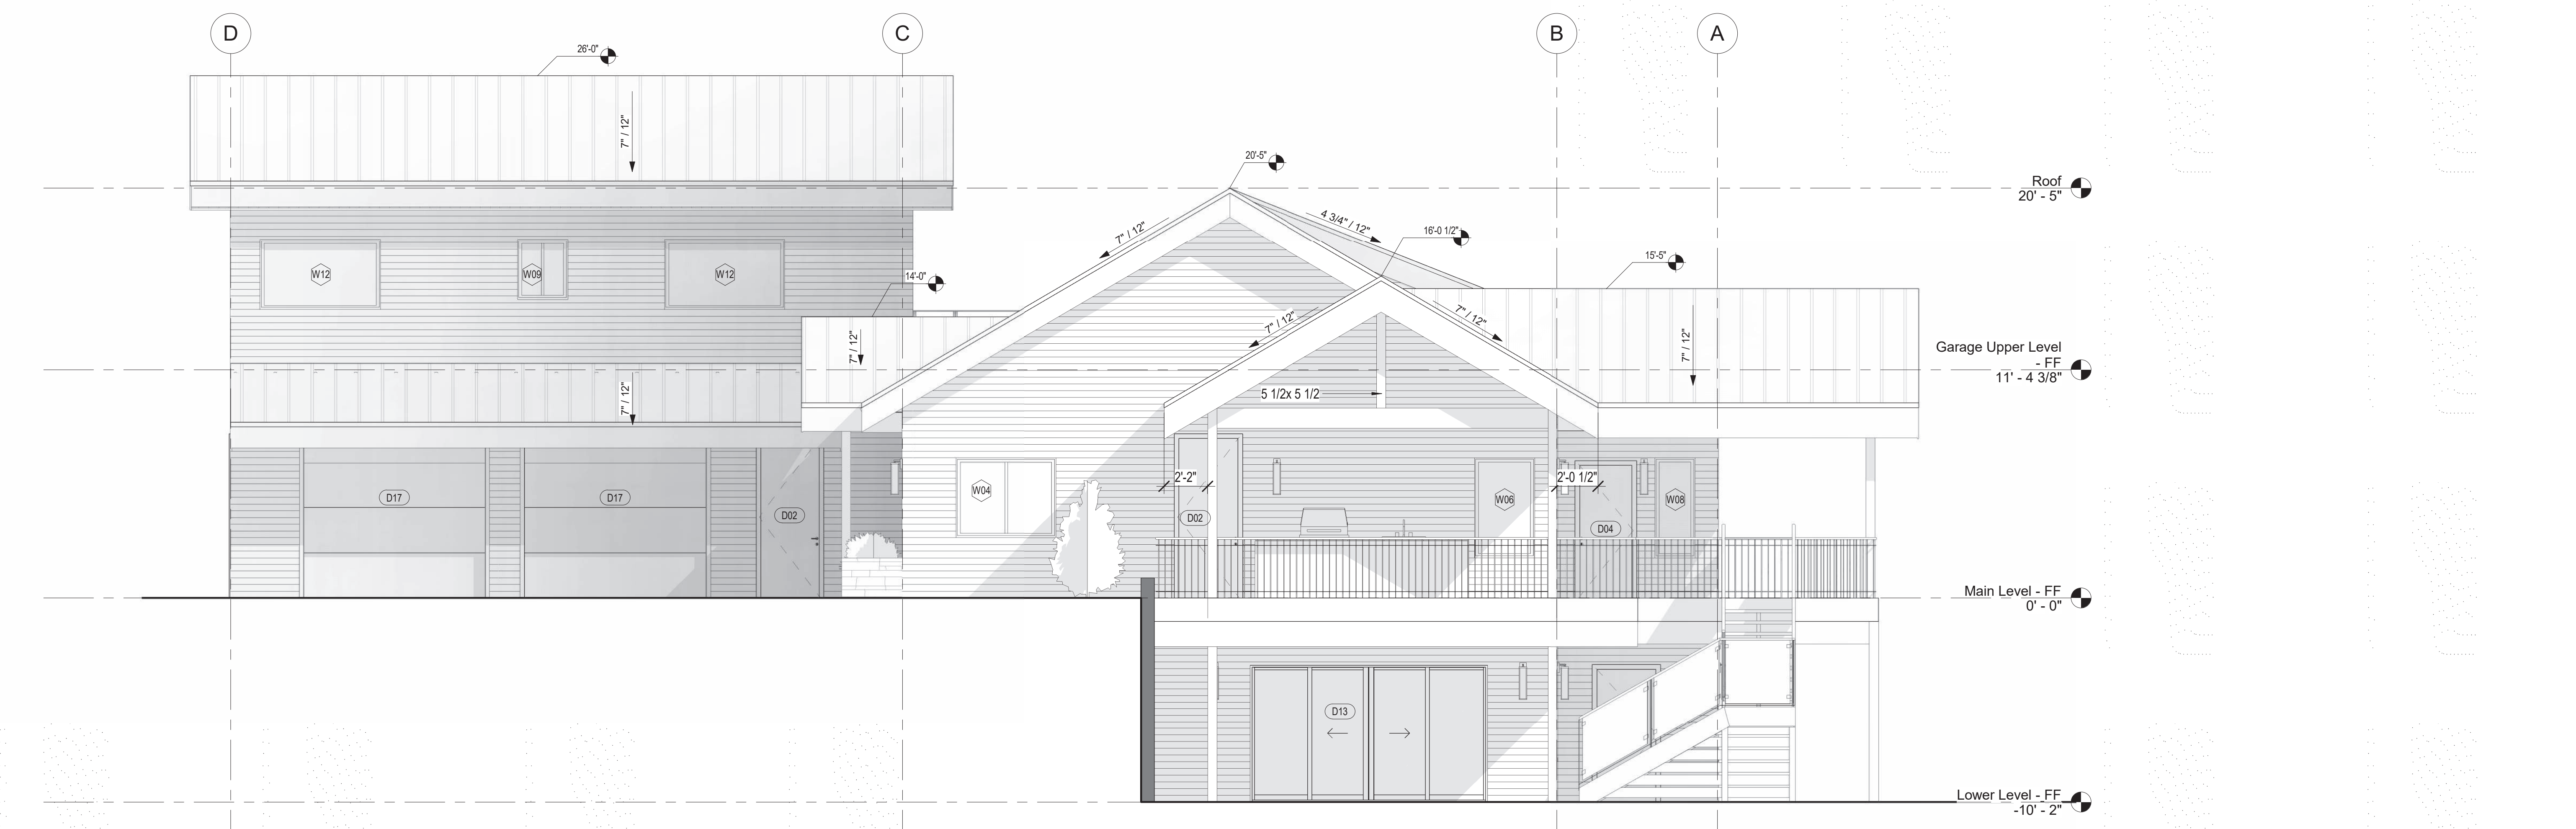 D
C
B
A
26'-0"
7" / 12"
20'-5"
Roof
20' - 5"
4 3/4" / 12"
7" / 12"
16'-0 1/2"
15'-5"
W12
W09
W12
14'-0"
7" / 12"
7" / 12"
7" / 12"
7" / 12"
7" / 12"
Garage Upper Level
- FF
11' - 4 3/8"
7" / 12"
5 1/2x 5 1/2
2'-2"
2'-0 1/2"
D17
D17
W04
W06
W08
D02
D02
D04
Main Level - FF
0' - 0"
D13
Lower Level - FF
-10' - 2"